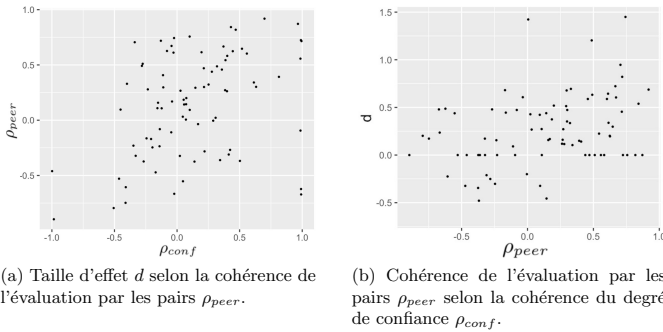 1.0
0.5
0.0
-0.5
ρpeer
-1.0 -0.5 0.0 0.5 1.0
ρconf
1.5
1.0
0.5
0.0
-0.5
d
-0.5 0.0 0.5 1.0
ρpeer
(a) Taille d'effet d selon la cohérence de
l'évaluation par les pairs ρpeer.
(b) Cohérence de l'évaluation par les
pairs ρpeer selon la cohérence du degré
de confiance ρconf.